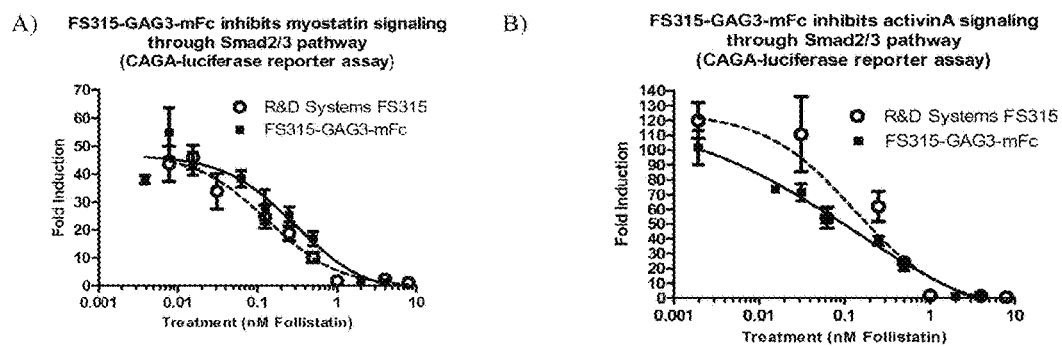 A)
FS315-GAG3-mFc inhibits myostatin signaling
through Smad2/3 pathway
(CAGA-luciferase reporter assay)
R&D Systems FS315
FS315-GAG3-mFc
Fold Induction
70
60
50
40
30
20
10
0
0.001
0.01
0.1
1
10
Treatment (nM Follistatin)
B)
FS315-GAG3-mFc inhibits activinA signaling
through Smad2/3 pathway
(CAGA-luciferase reporter assay)
R&D Systems FS315
FS315-GAG3-mFc
Fold Induction
140
130
120
110
100
90
80
70
60
50
40
30
20
10
0
0.001
0.01
0.1
1
10
Treatment (nM Follistatin)